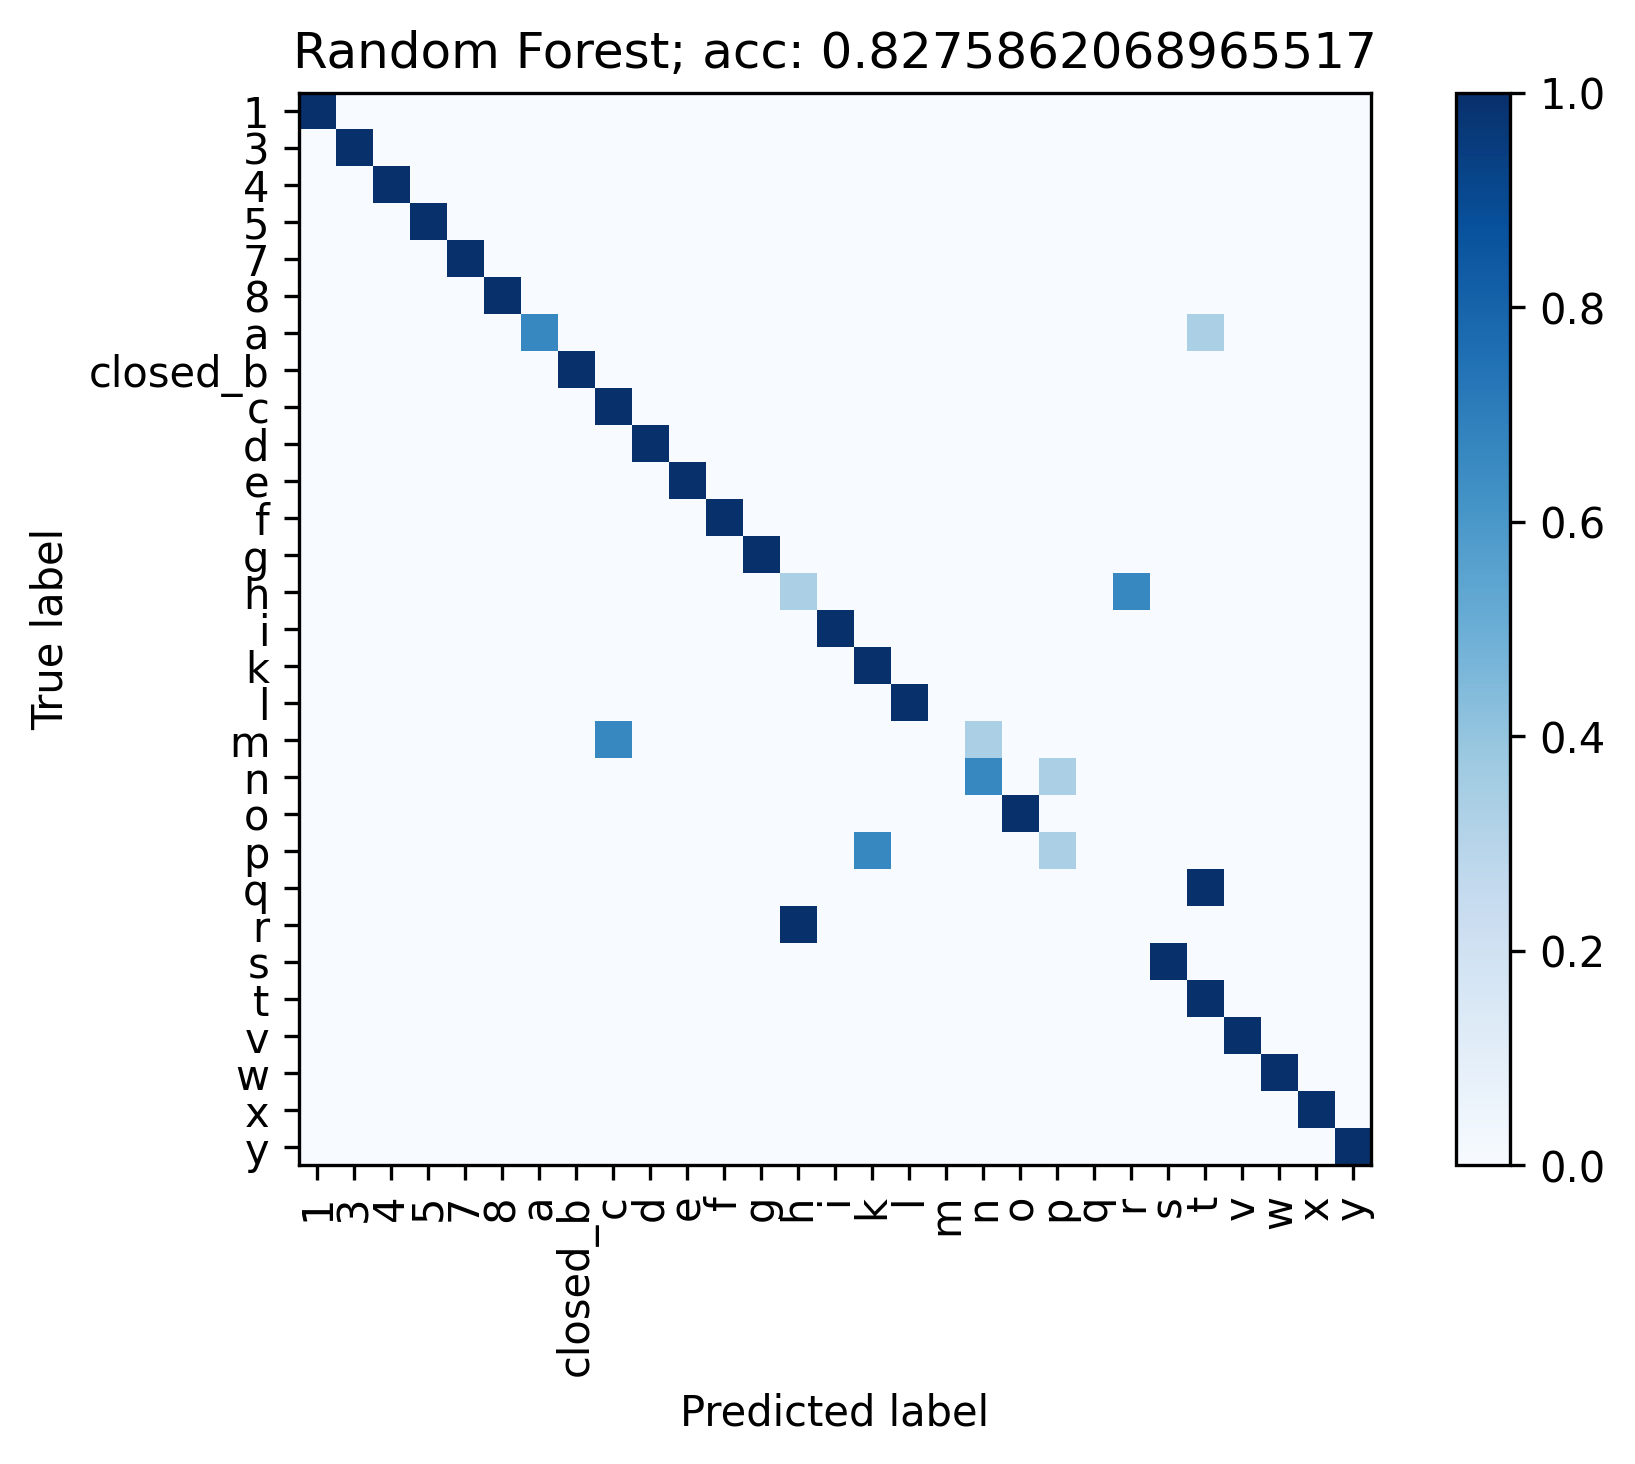 Random Forest; acc: 0.8275862068965517
True label
1
3
4
5
7
8
a
closed_b
c
d
e
f
g
h
i
k
l
m
n
o
p
q
r
s
t
v
w
x
y
1 3 4 5 7 8 a closed_b c d e f g h i k l m n o p q r s t v w x y
Predicted label
1.0
0.8
0.6
0.4
0.2
0.0